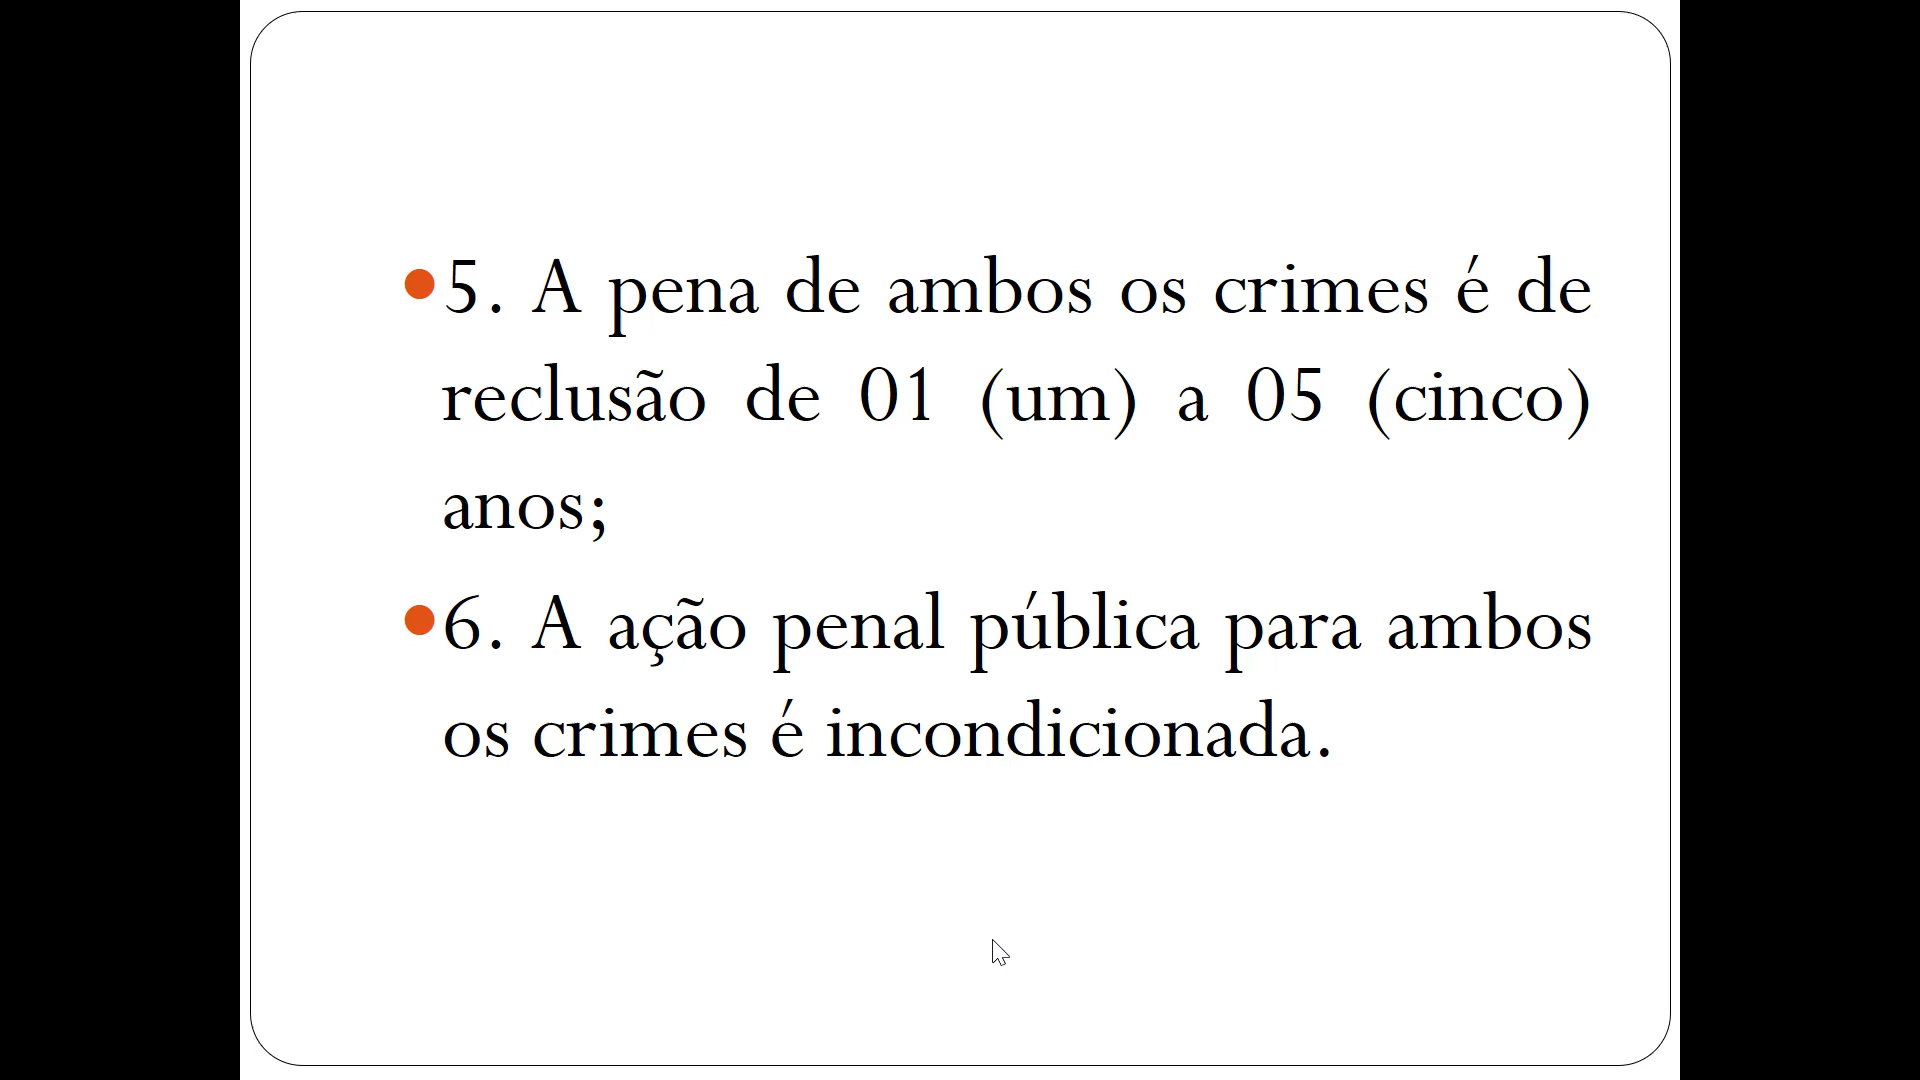 5. A pena de ambos os crimes é de
reclusão de 01 (um) a 05 (cinco)
anos;
6. A ação penal pública para ambos
os crimes é incondicionada.